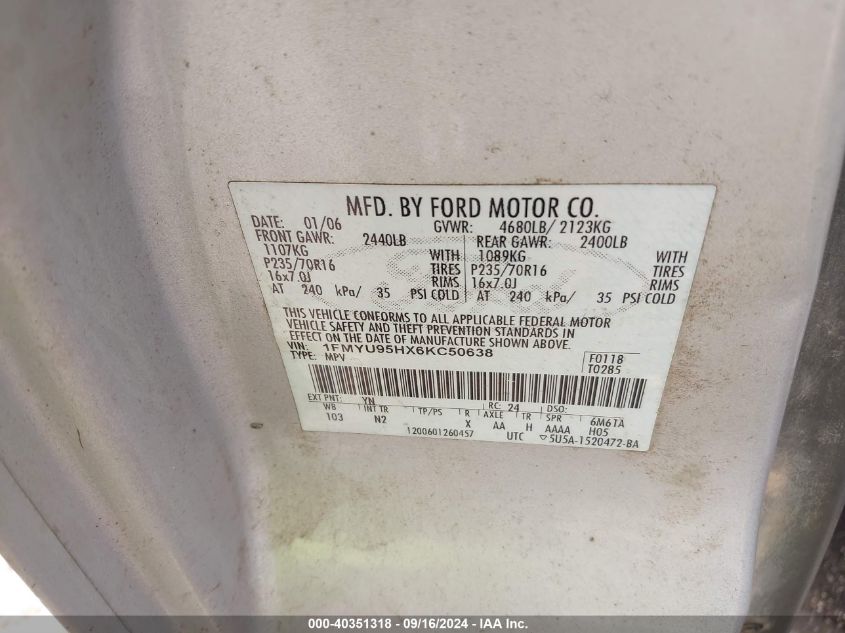 MFD. BY FORD MOTOR CO.
DATE: 01/06 GVWR: 4680LB/ 2123KG
FRONT GAWR: 2440LB REAR GAWR: 2400LB
1107KG WITH 1089KG WITH
P235/70R16 TIRES P235/70R16 TIRES
16x7.0J RIMS 16x7.0J RIMS
AT 240 kPa/ 35 PSI COLD AT 240 kPa/ 35 PSI COLD
THIS VEHICLE CONFORMS TO ALL APPLICABLE FEDERAL MOTOR
VEHICLE SAFETY AND THEFT PREVENTION STANDARDS IN
EFFECT ON THE DATE OF MANUFACTURE SHOWN ABOVE.
VIN: 1FMYU95HX6KC50638 F0118
TYPE: MPV T0285
EXT PNT: YN RC: 24 DSO:
WB INT TR TP/PS R AXLE TR SPR 6M61A
103 N2 X AA H AAAA H05
1200601260457 UTC ▽5U5A-1520472-BA
000-40351318 - 09/16/2024 - IAA Inc.